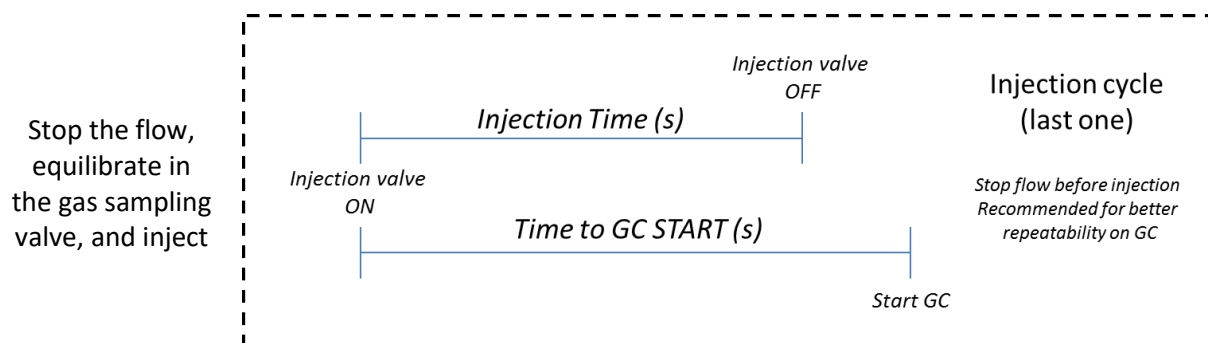 Stop the flow,
equilibrate in
the gas sampling
valve, and inject
Injection valve
OFF
Injection Time (s)
Injection valve
ON
Time to GC START (s)
Start GC
Injection cycle
(last one)
Stop flow before injection
Recommended for better
repeatability on GC